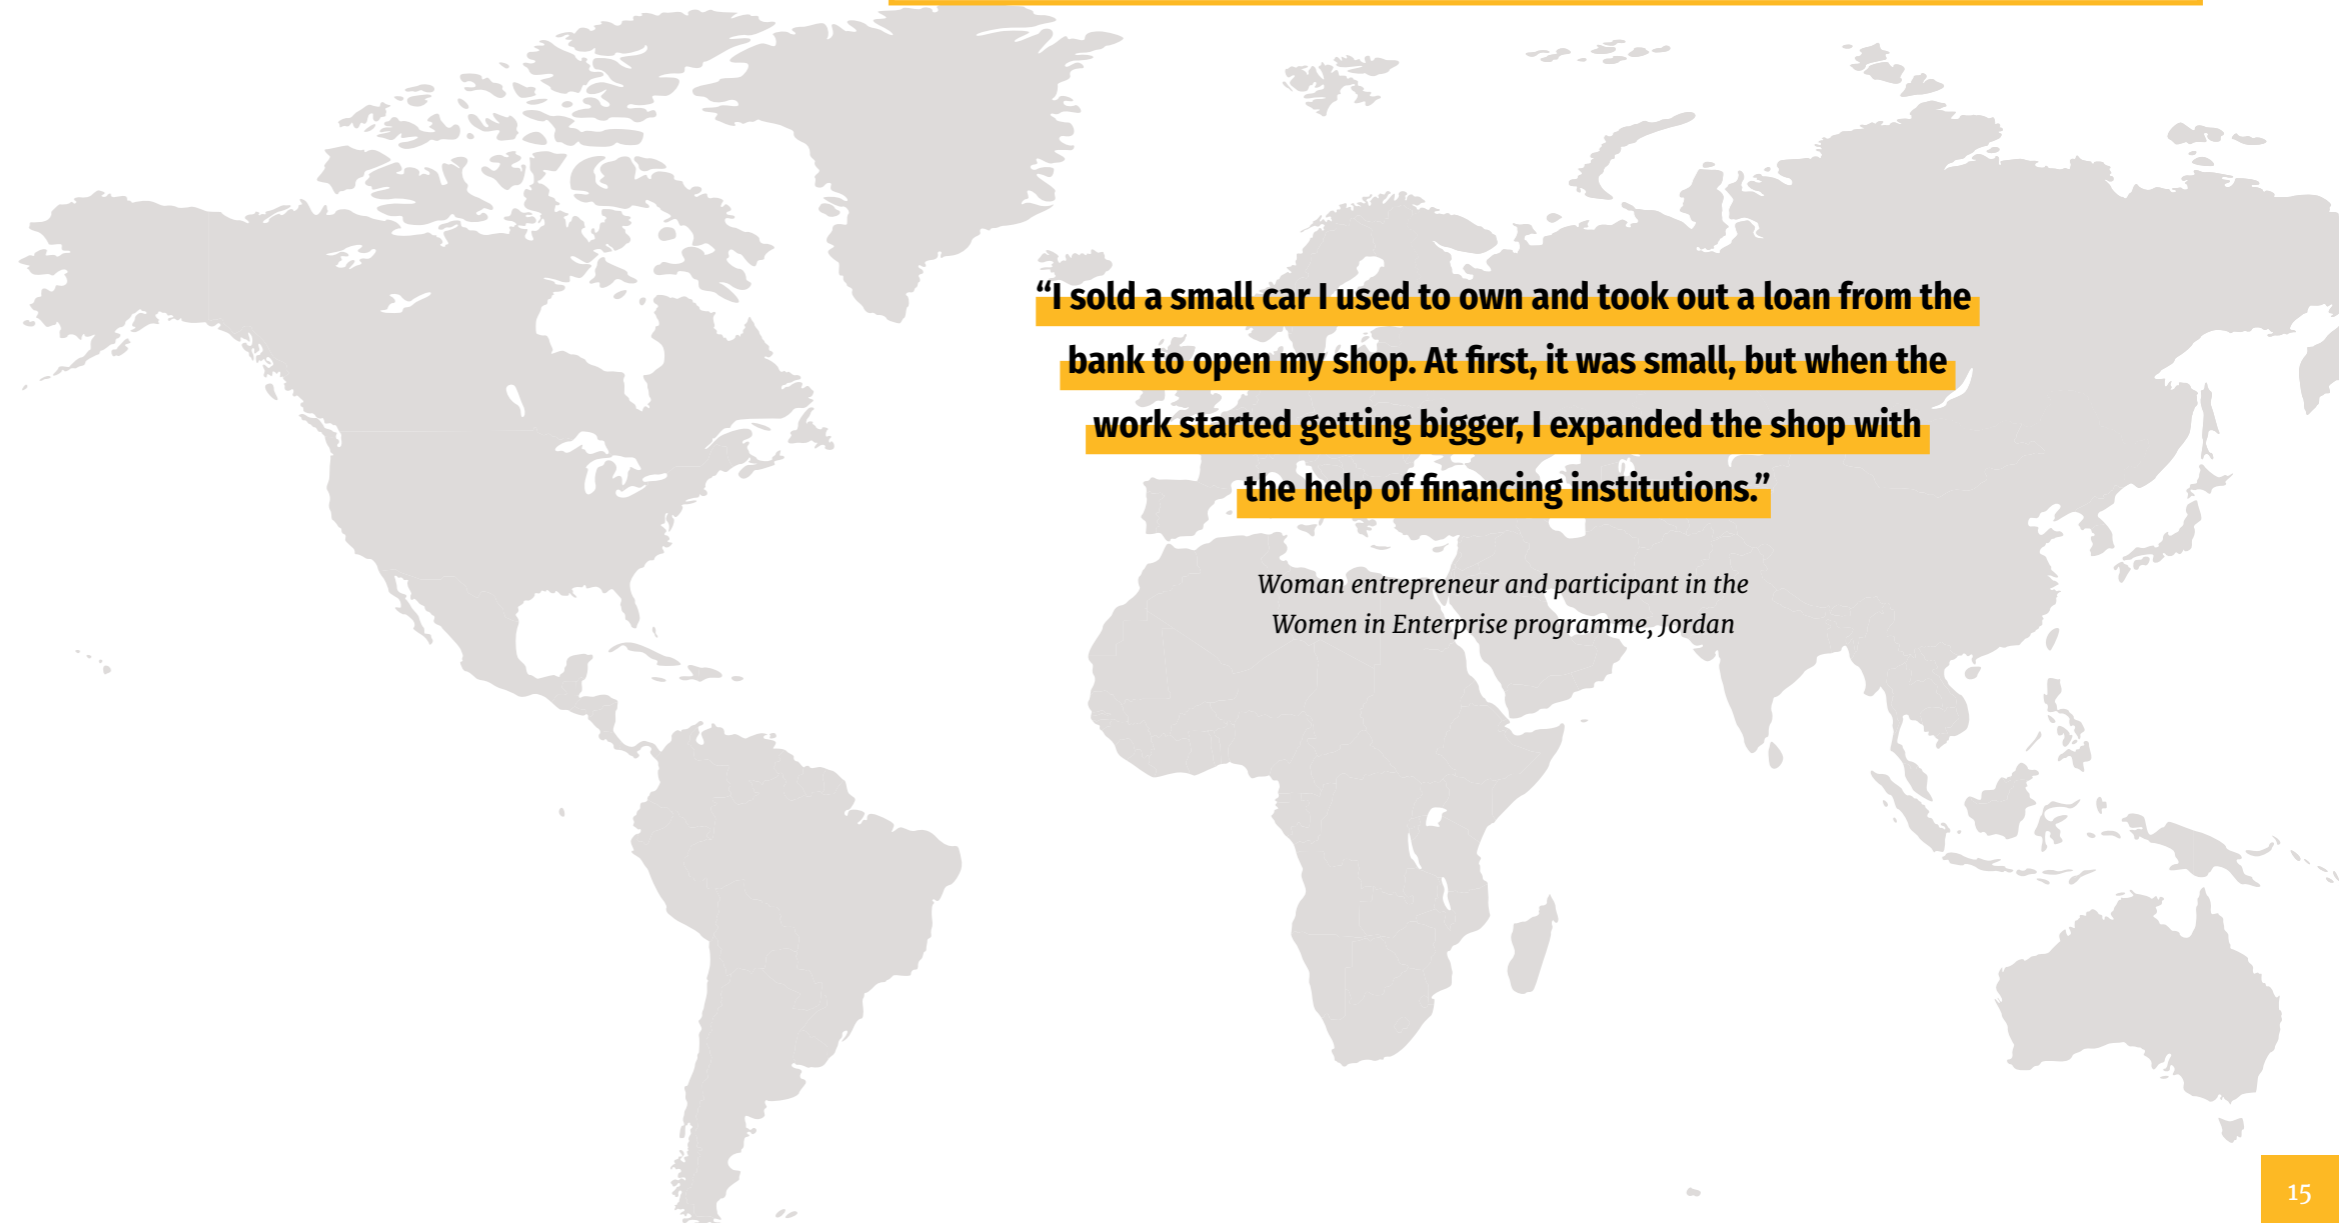 “I sold a small car I used to own and took out a loan from the
bank to open my shop. At first, it was small, but when the
work started getting bigger, I expanded the shop with
the help of financing institutions.”
Woman entrepreneur and participant in the
Women in Enterprise programme, Jordan
15